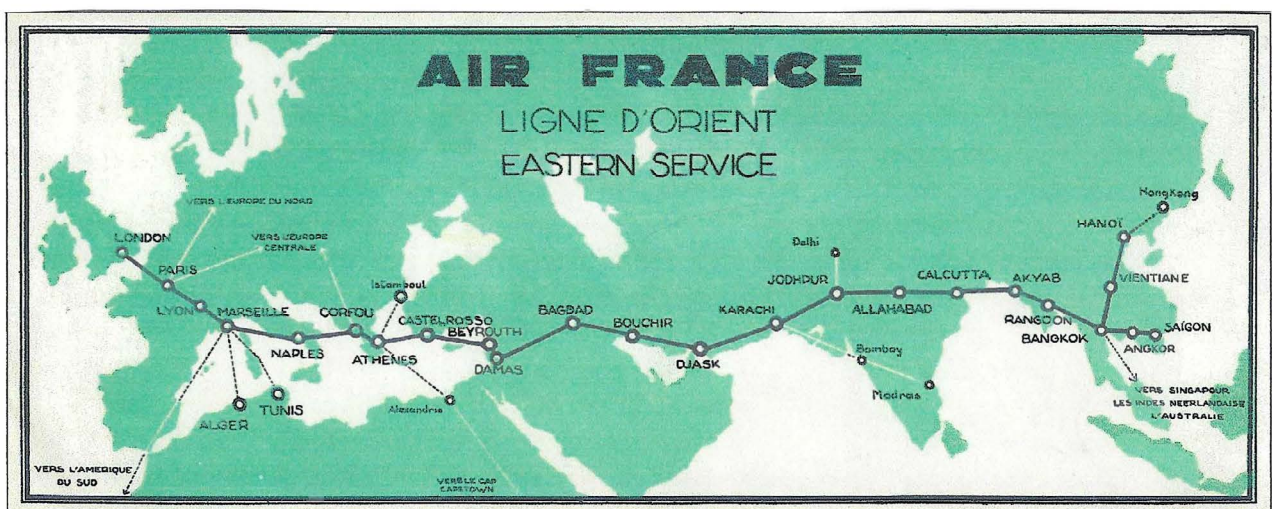 AIR FRANCE
LIGNE D'ORIENT
EASTERN SERVICE
VERS L'EUROPE DU NORD
VERS L'EUROPE
CENTRALE
LONDON
PARIS
LYON
MARSEILLE
NAPLES
CORFOU
Istamboul
ATHENES
CASTELROSSO
BEYROUTH
DAMAS
Alexandrie
ALGER
TUNIS
BAGDAD
BOUCHIR
DJASK
KARACHI
Delhi
JODHPUR
ALLAHABAD
CALCUTTA
Bombay
Madras
AKYAB
RANGOON
BANGKOK
HANOÏ
HongKong
VIENTIANE
ANGKOR
SAÍGON
VERS SINGAPOUR
LES INDES NEERLANDAISE
L'AUSTRALIE
VERS L'AMERIQUE
DU SUD
VERS LE CAP
CAPETOWN